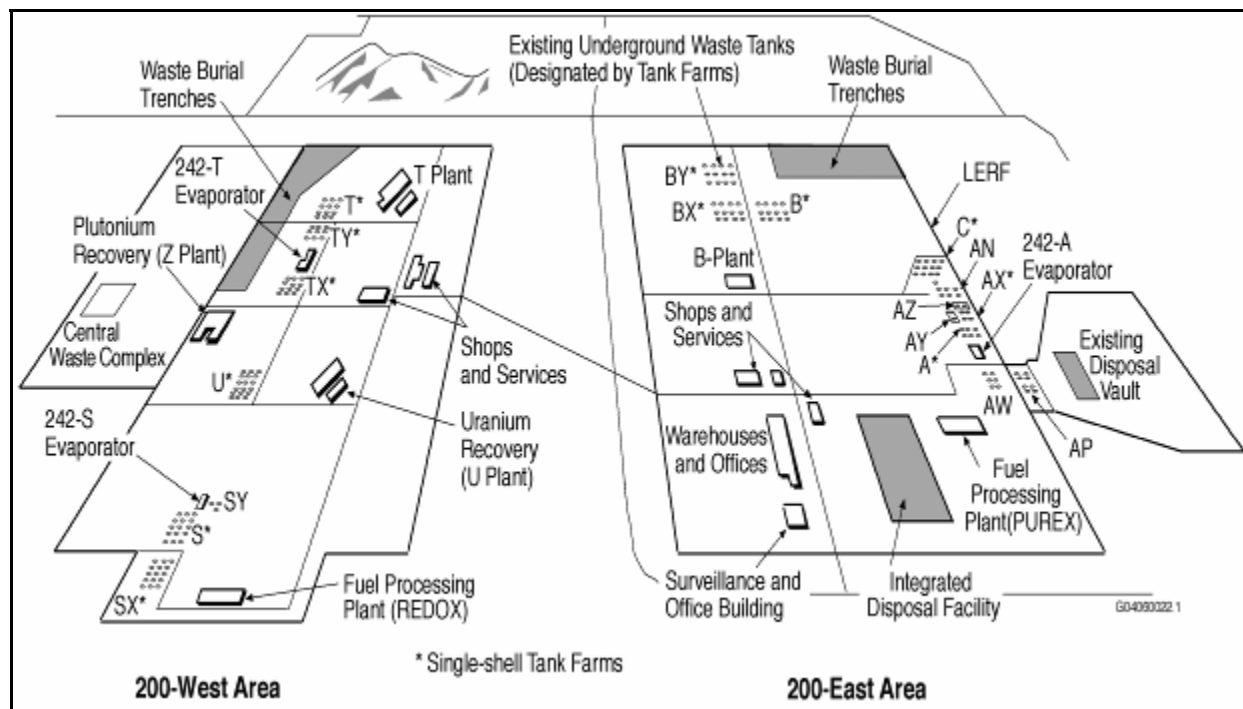 Existing Underground Waste Tanks
(Designated by Tank Farms)
Waste Burial
Trenches
Waste Burial
Trenches
242-T
Evaporator
T Plant
T*
TY*
TX*
Plutonium
Recovery (Z Plant)
Central
Waste Complex
U*
Shops
and Services
242-S
Evaporator
Uranium
Recovery
(U Plant)
SY
S*
SX*
Fuel Processing
Plant (REDOX)
BY*
BX*
B*
B-Plant
LERF
C*
AN
242-A
Evaporator
AX*
AZ
AY
A*
Shops and
Services
Existing
Disposal
Vault
AW
AP
Warehouses
and Offices
Fuel
Processing
Plant(PUREX)
Surveillance and
Office Building
Integrated
Disposal Facility
G04060022.1
* Single-shell Tank Farms
200-West Area
200-East Area